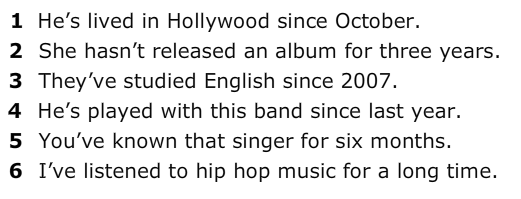 1 He’s lived in Hollywood since October.
2 She hasn’t released an album for three years.
3 They’ve studied English since 2007.
4 He’s played with this band since last year.
5 You’ve known that singer for six months.
6 I’ve listened to hip hop music for a long time.